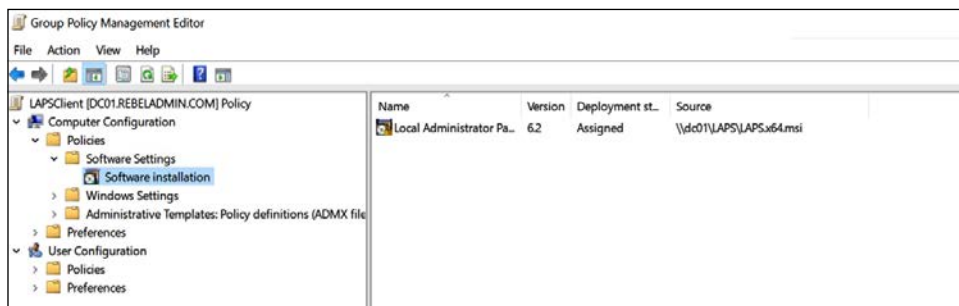 Group Policy Management Editor
File Action View Help
LAPSClient [DC01.REBELADMIN.COM] Policy
Computer Configuration
Policies
Software Settings
Software installation
Windows Settings
Administrative Templates: Policy definitions (ADMX file
Preferences
User Configuration
Policies
Preferences
Name Version Deployment st... Source
Local Administrator Pa... 6.2 Assigned \\dc01\LAPS\LAPS.x64.msi